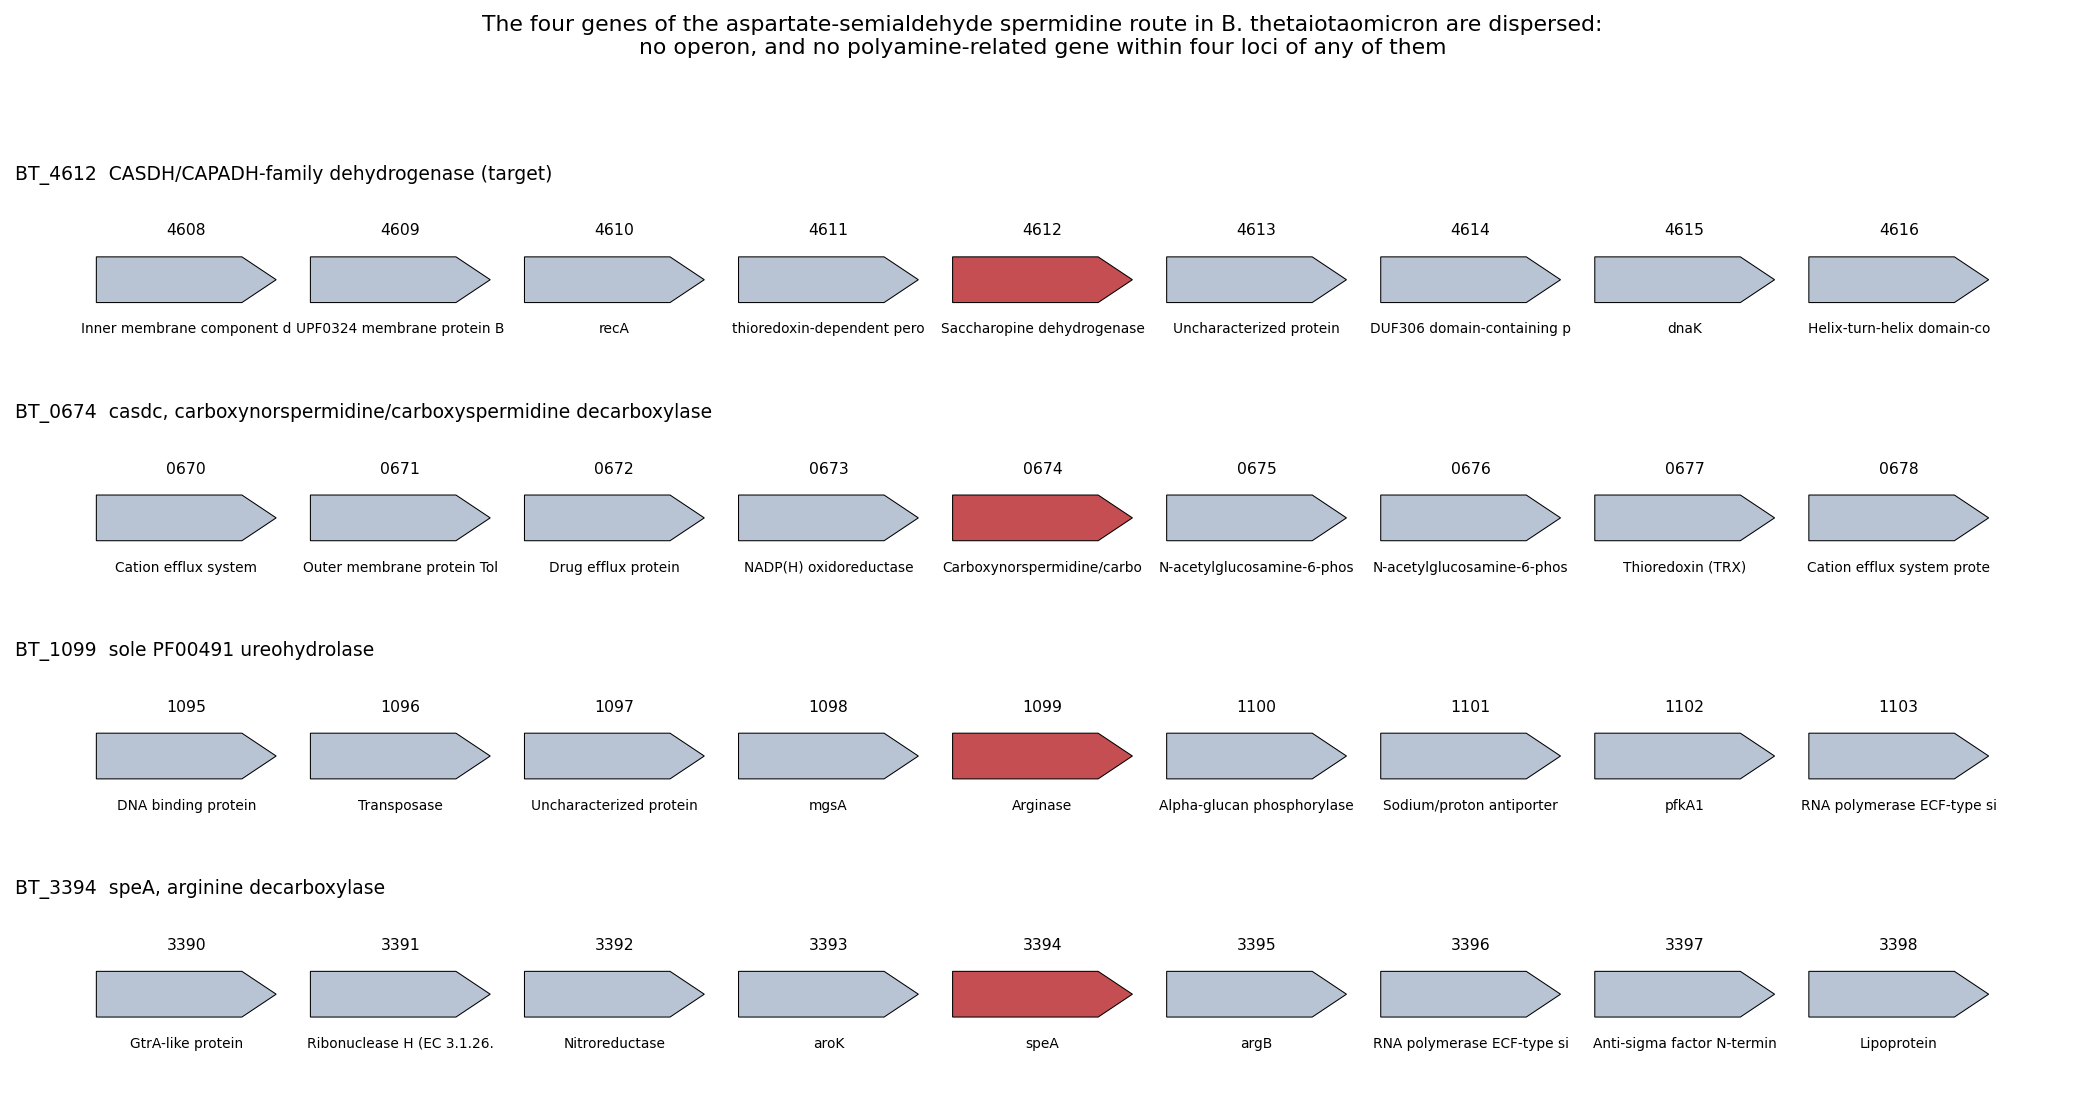 The four genes of the aspartate-semialdehyde spermidine route in B. thetaiotaomicron are dispersed:
no operon, and no polyamine-related gene within four loci of any of them
BT_4612  CASDH/CAPADH-family dehydrogenase (target)
4608 4609 4610 4611 4612 4613 4614 4615 4616
Inner membrane component d UPF0324 membrane protein B recA thioredoxin-dependent pero Saccharopine dehydrogenase Uncharacterized protein DUF306 domain-containing p dnaK Helix-turn-helix domain-co
BT_0674  casdc, carboxynorspermidine/carboxyspermidine decarboxylase
0670 0671 0672 0673 0674 0675 0676 0677 0678
Cation efflux system Outer membrane protein Tol Drug efflux protein NADP(H) oxidoreductase Carboxynorspermidine/carbo N-acetylglucosamine-6-phos N-acetylglucosamine-6-phos Thioredoxin (TRX) Cation efflux system prote
BT_1099  sole PF00491 ureohydrolase
1095 1096 1097 1098 1099 1100 1101 1102 1103
DNA binding protein Transposase Uncharacterized protein mgsA Arginase Alpha-glucan phosphorylase Sodium/proton antiporter pfkA1 RNA polymerase ECF-type si
BT_3394  speA, arginine decarboxylase
3390 3391 3392 3393 3394 3395 3396 3397 3398
GtrA-like protein Ribonuclease H (EC 3.1.26. Nitroreductase aroK speA argB RNA polymerase ECF-type si Anti-sigma factor N-termin Lipoprotein